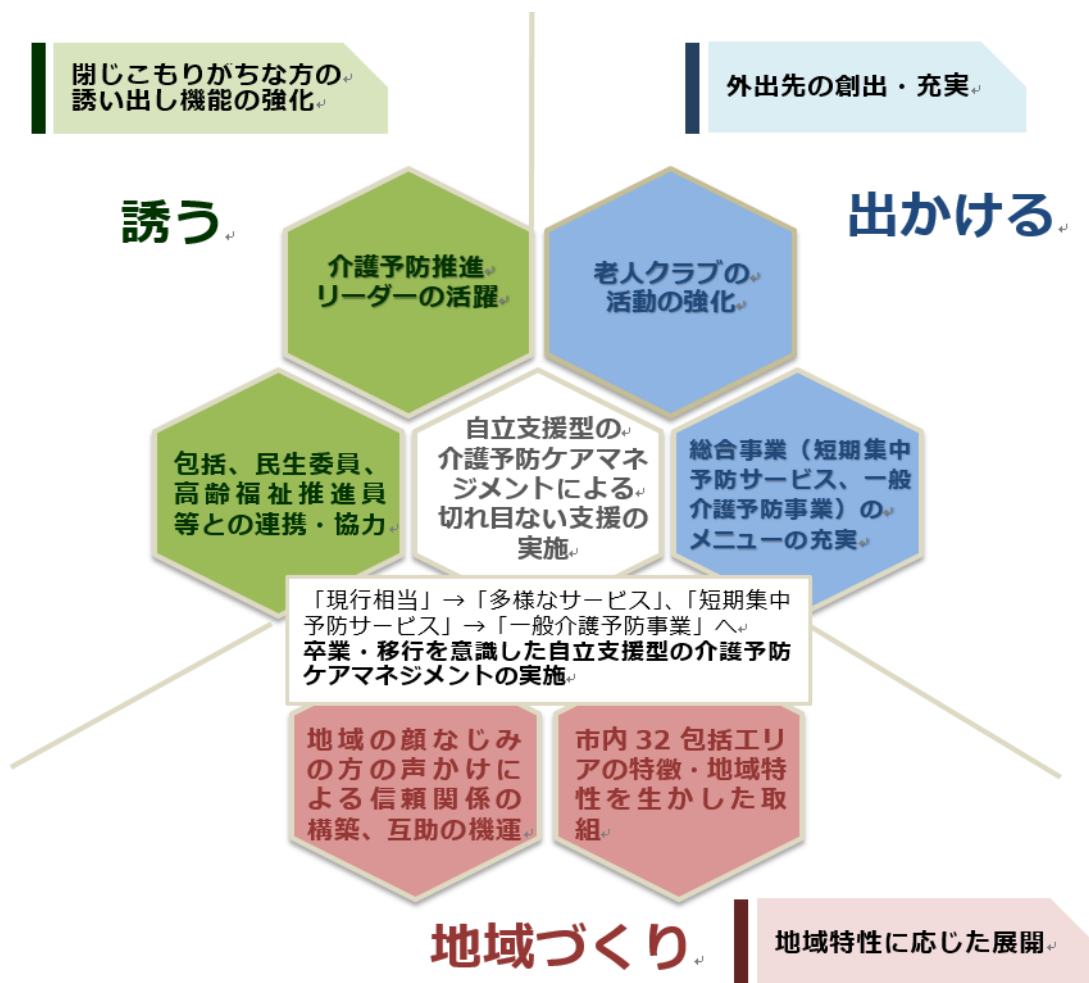 閉じこもりがちな方の
誘い出し機能の強化
外出先の創出・充実
誘う
出かける
介護予防推進
リーダーの活躍
老人クラブの
活動の強化
包括、民生委員、
高齢福祉推進員
等との連携・協力
自立支援型の
介護予防ケアマネ
ジメントによる
切れ目ない支援の
実施
総合事業（短期集中
予防サービス、一般
介護予防事業）の
メニューの充実
「現行相当」→「多様なサービス」、「短期集中
予防サービス」→「一般介護予防事業」へ
卒業・移行を意識した自立支援型の介護予防
ケアマネジメントの実施
地域の顔なじみ
の方の声かけに
よる信頼関係の
構築、互助の機運
市内 32 包括エリ
アの特徴・地域特
性を生かした取
組
地域づくり
地域特性に応じた展開